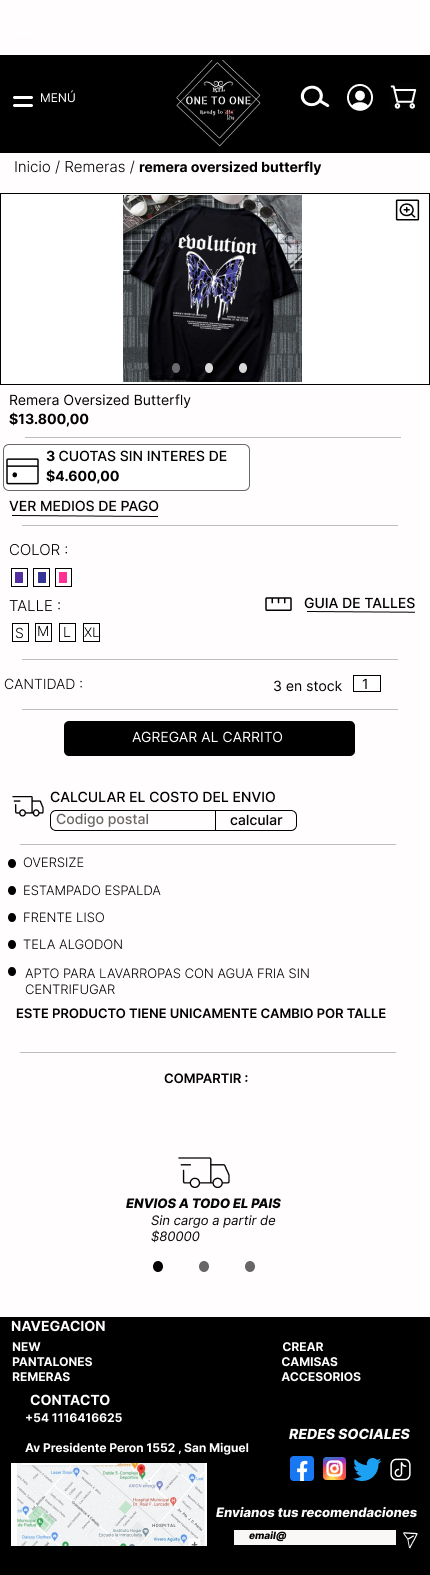 MENÚ
ONE TO ONE
Ready to
Inicio / Remeras / remera oversized butterfly
evolution
Remera Oversized Butterfly
$13.800,00
3 CUOTAS SIN INTERES DE
$4.600,00
VER MEDIOS DE PAGO
COLOR :
TALLE :
GUIA DE TALLES
S M L XL
CANTIDAD :
3 en stock 1
AGREGAR AL CARRITO
CALCULAR EL COSTO DEL ENVIO
Codigo postal calcular
OVERSIZE
ESTAMPADO ESPALDA
FRENTE LISO
TELA ALGODON
APTO PARA LAVARROPAS CON AGUA FRIA SIN
CENTRIFUGAR
ESTE PRODUCTO TIENE UNICAMENTE CAMBIO POR TALLE
COMPARTIR :
ENVIOS A TODO EL PAIS
Sin cargo a partir de
$80000
NAVEGACION
NEW CREAR
PANTALONES CAMISAS
REMERAS ACCESORIOS
CONTACTO
+54 1116416625
REDES SOCIALES
Av Presidente Peron 1552 , San Miguel
Envianos tus recomendaciones
email@